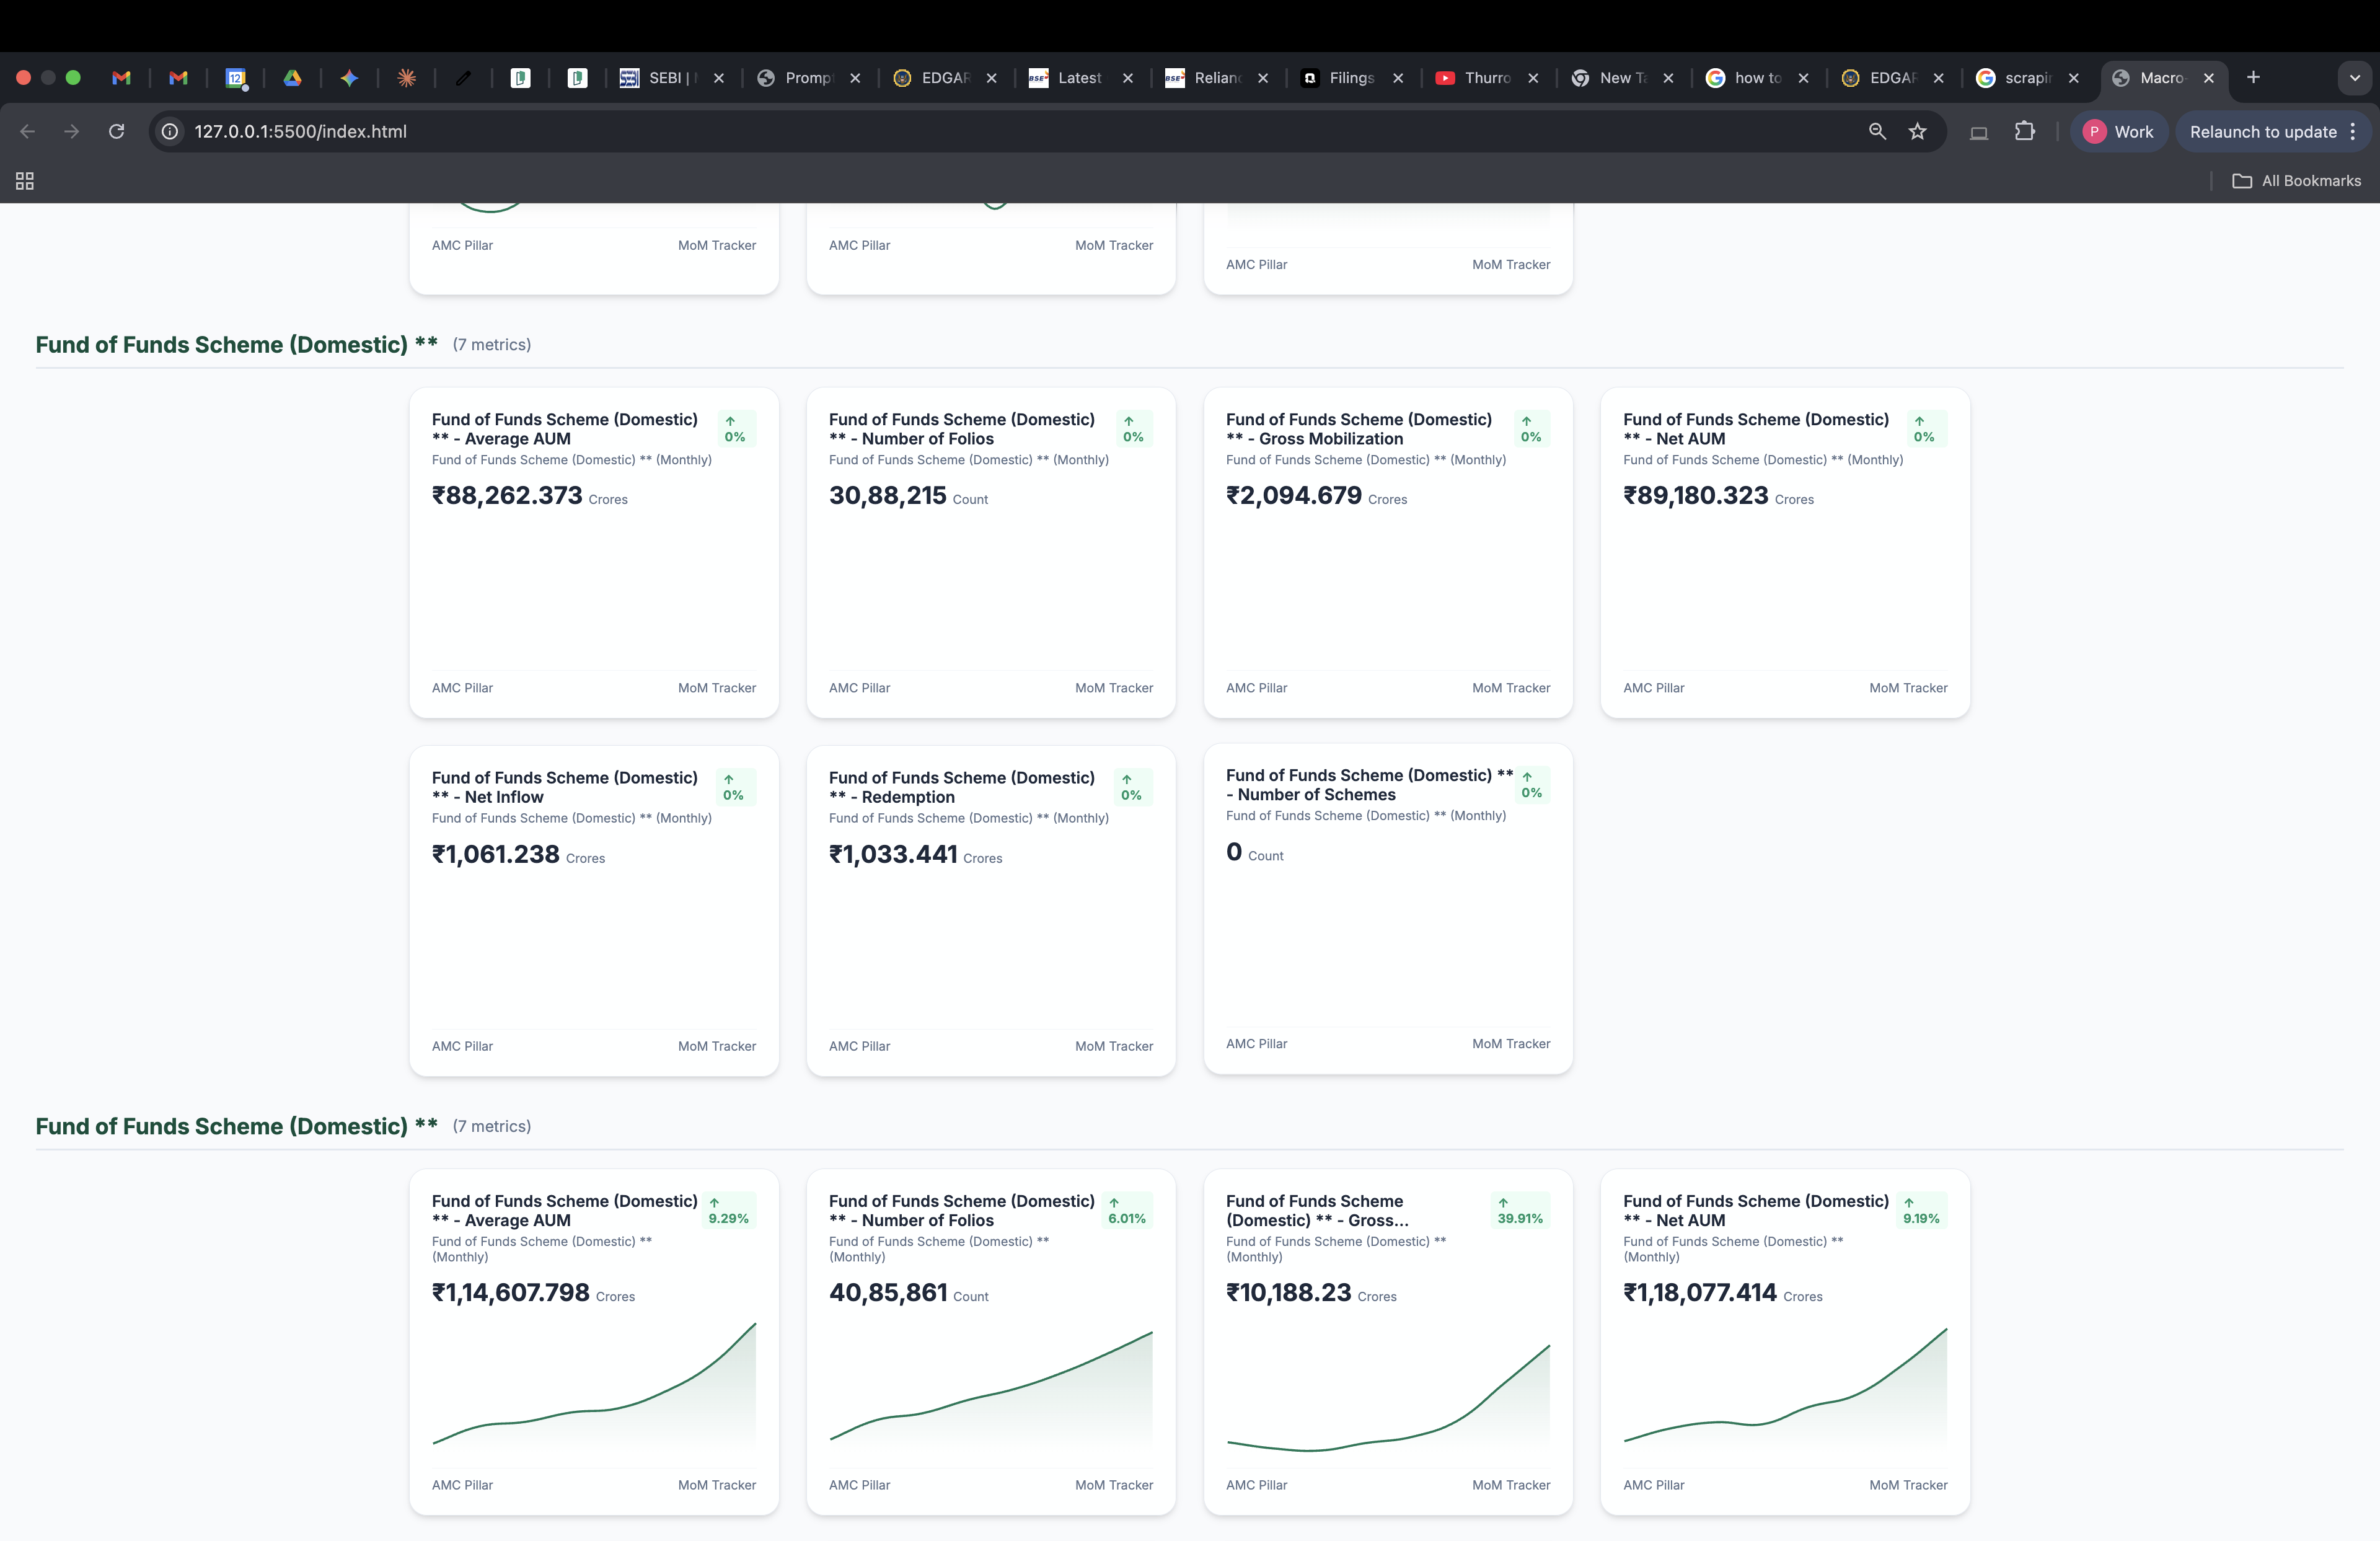 12
SEBI |
Prompt
EDGAR
Latest
Relianc
Filings
Thurro
New Ta
how to
EDGAR
scrapin
Macro-
127.0.0.1:5500/index.html
P
Work
Relaunch to update
All Bookmarks
AMC Pillar MoM Tracker
AMC Pillar MoM Tracker
AMC Pillar MoM Tracker
Fund of Funds Scheme (Domestic) ** (7 metrics)
Fund of Funds Scheme (Domestic)
** - Average AUM
↑
0%
Fund of Funds Scheme (Domestic) ** (Monthly)
₹88,262.373 Crores
AMC Pillar MoM Tracker
Fund of Funds Scheme (Domestic)
** - Number of Folios
↑
0%
Fund of Funds Scheme (Domestic) ** (Monthly)
30,88,215 Count
AMC Pillar MoM Tracker
Fund of Funds Scheme (Domestic)
** - Gross Mobilization
↑
0%
Fund of Funds Scheme (Domestic) ** (Monthly)
₹2,094.679 Crores
AMC Pillar MoM Tracker
Fund of Funds Scheme (Domestic)
** - Net AUM
↑
0%
Fund of Funds Scheme (Domestic) ** (Monthly)
₹89,180.323 Crores
AMC Pillar MoM Tracker
Fund of Funds Scheme (Domestic)
** - Net Inflow
↑
0%
Fund of Funds Scheme (Domestic) ** (Monthly)
₹1,061.238 Crores
AMC Pillar MoM Tracker
Fund of Funds Scheme (Domestic)
** - Redemption
↑
0%
Fund of Funds Scheme (Domestic) ** (Monthly)
₹1,033.441 Crores
AMC Pillar MoM Tracker
Fund of Funds Scheme (Domestic) **
- Number of Schemes
↑
0%
Fund of Funds Scheme (Domestic) ** (Monthly)
0 Count
AMC Pillar MoM Tracker
Fund of Funds Scheme (Domestic) ** (7 metrics)
Fund of Funds Scheme (Domestic)
** - Average AUM
↑
9.29%
Fund of Funds Scheme (Domestic) **
(Monthly)
₹1,14,607.798 Crores
AMC Pillar MoM Tracker
Fund of Funds Scheme (Domestic)
** - Number of Folios
↑
6.01%
Fund of Funds Scheme (Domestic) **
(Monthly)
40,85,861 Count
AMC Pillar MoM Tracker
Fund of Funds Scheme
(Domestic) ** - Gross...
↑
39.91%
Fund of Funds Scheme (Domestic) **
(Monthly)
₹10,188.23 Crores
AMC Pillar MoM Tracker
Fund of Funds Scheme (Domestic)
** - Net AUM
↑
9.19%
Fund of Funds Scheme (Domestic) **
(Monthly)
₹1,18,077.414 Crores
AMC Pillar MoM Tracker